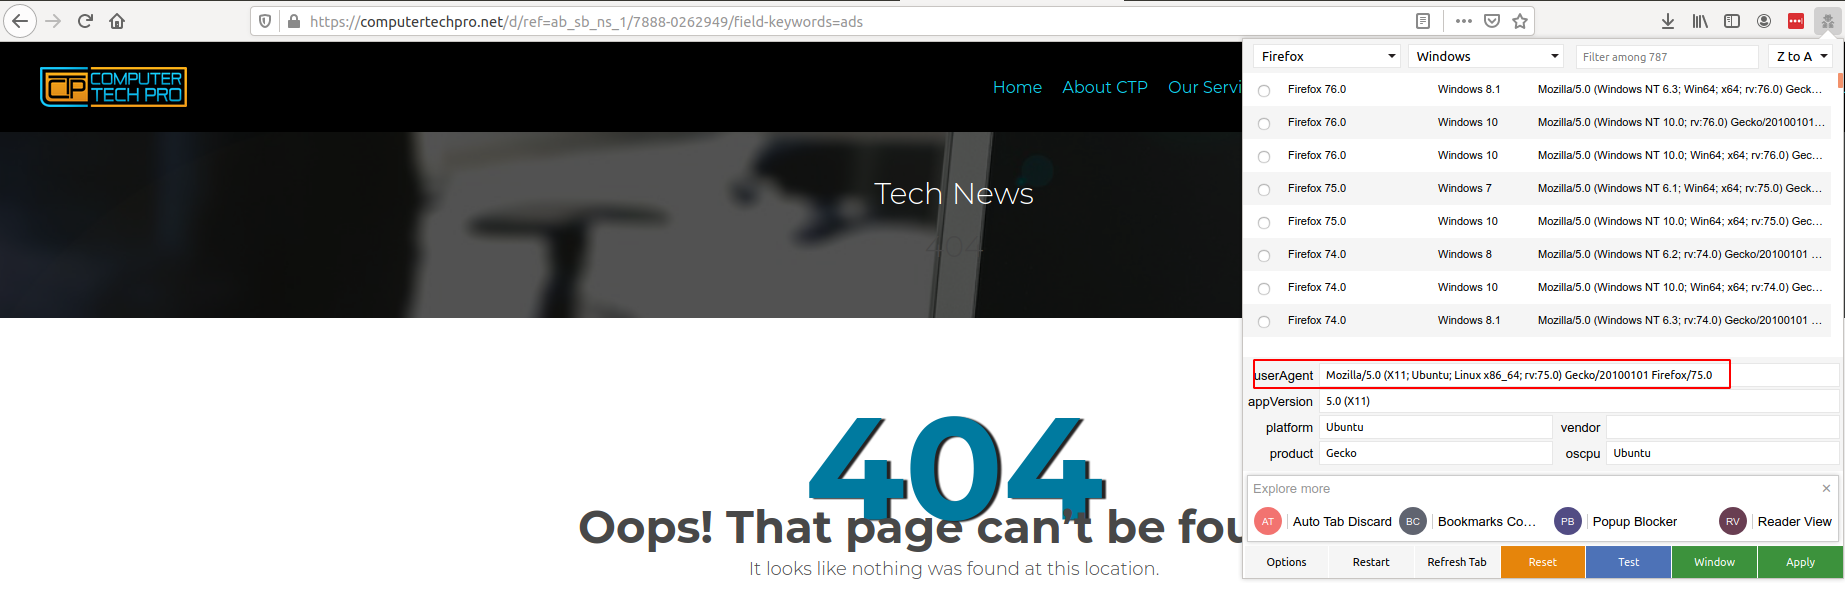 https://computertechpro.net/d/ref=ab_sb_ns_1/7888-0262949/field-keywords=ads
COMPUTER
CTP TECH PRO
Home About CTP Our Servi
Tech News
404
404
Oops! That page can't be fou
It looks like nothing was found at this location.
Firefox Windows Filter among 787 Z to A
Firefox 76.0 Windows 8.1 Mozilla/5.0 (Windows NT 6.3; Win64; x64; rv:76.0) Geck...
Firefox 76.0 Windows 10 Mozilla/5.0 (Windows NT 10.0; rv:76.0) Gecko/20100101...
Firefox 76.0 Windows 10 Mozilla/5.0 (Windows NT 10.0; Win64; x64; rv:76.0) Gec...
Firefox 75.0 Windows 7 Mozilla/5.0 (Windows NT 6.1; Win64; x64; rv:75.0) Geck...
Firefox 75.0 Windows 10 Mozilla/5.0 (Windows NT 10.0; Win64; x64; rv:75.0) Gec...
Firefox 74.0 Windows 8 Mozilla/5.0 (Windows NT 6.2; rv:74.0) Gecko/20100101 ...
Firefox 74.0 Windows 10 Mozilla/5.0 (Windows NT 10.0; Win64; x64; rv:74.0) Gec...
Firefox 74.0 Windows 8.1 Mozilla/5.0 (Windows NT 6.3; rv:74.0) Gecko/20100101 ...
userAgent Mozilla/5.0 (X11; Ubuntu; Linux x86_64; rv:75.0) Gecko/20100101 Firefox/75.0
appVersion 5.0 (X11)
platform Ubuntu vendor
product Gecko oscpu Ubuntu
Explore more ×
AT Auto Tab Discard BC Bookmarks Co... PB Popup Blocker RV Reader View
Options Restart Refresh Tab Reset Test Window Apply